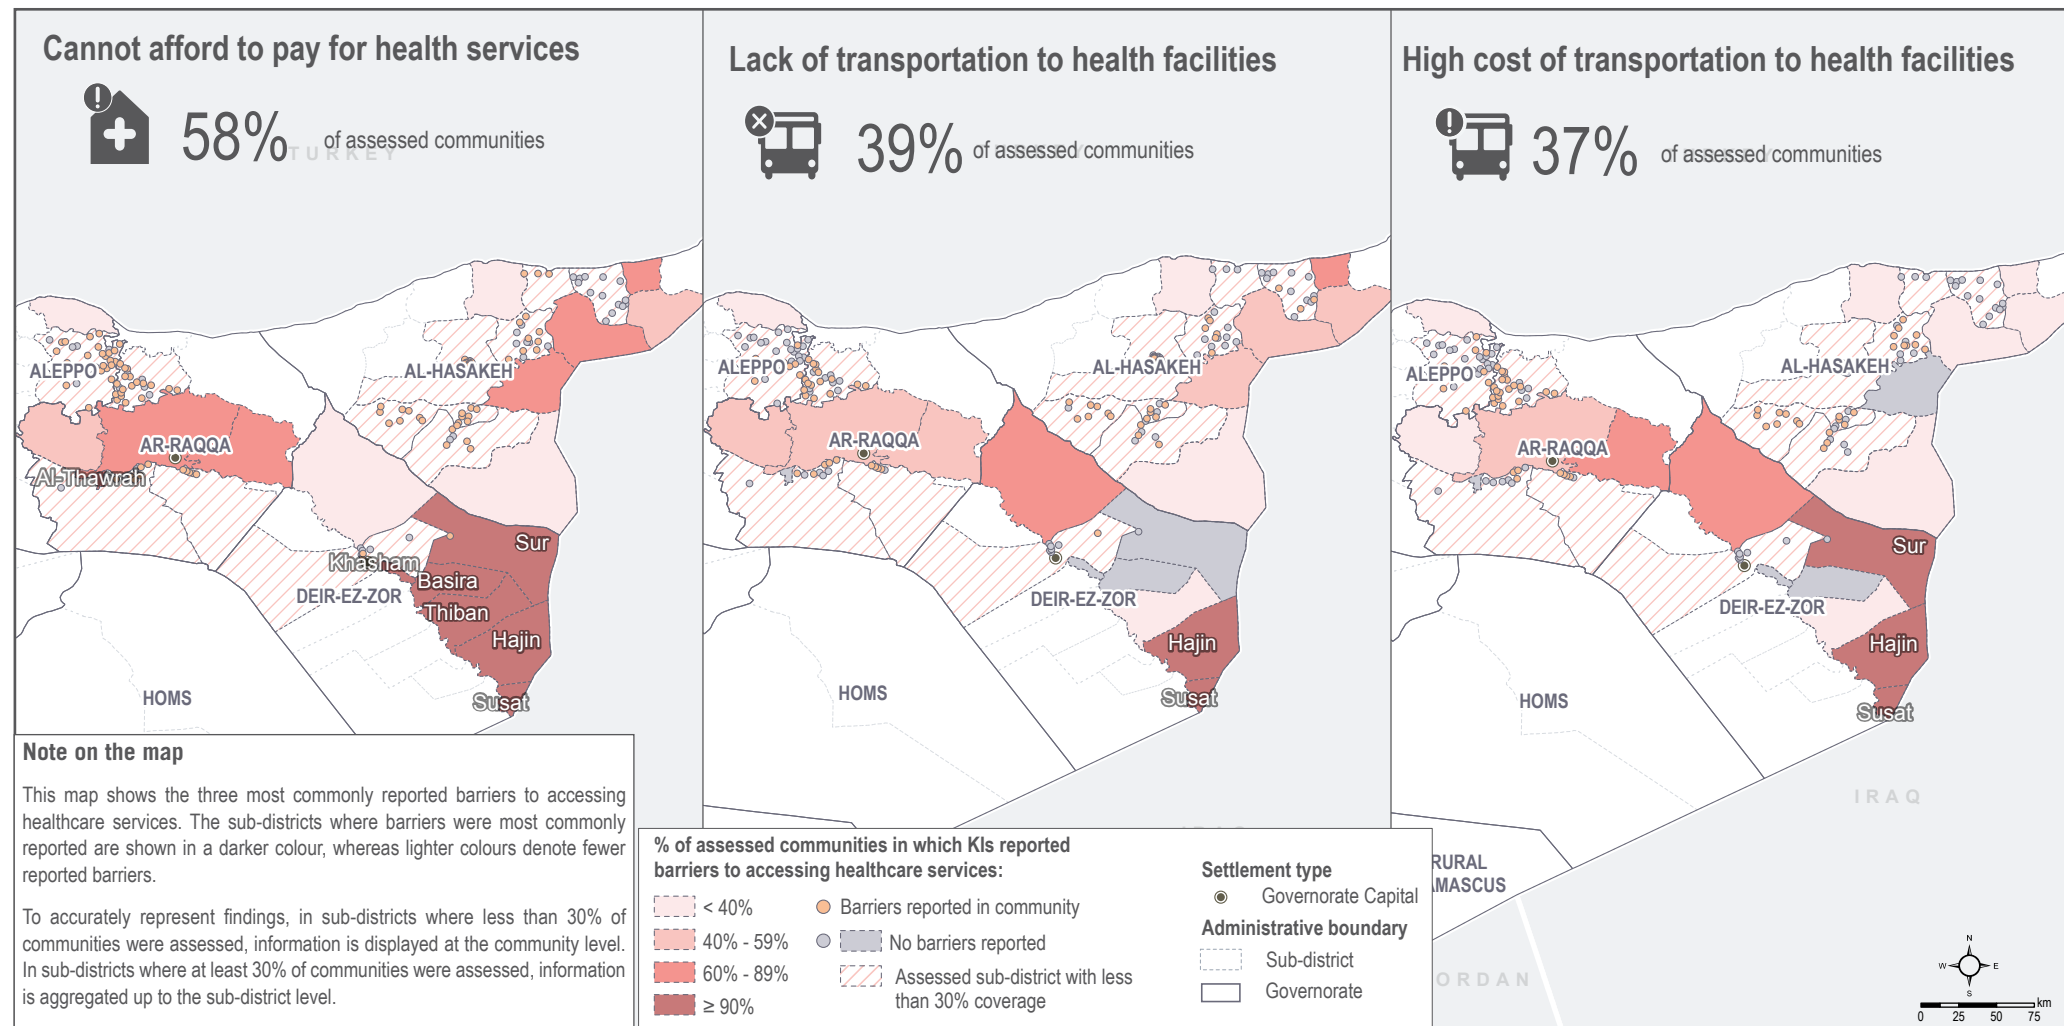 Cannot afford to pay for health services
58% of assessed communities
TURKEY
ALEPPO
AL-HASAKEH
AR-RAQQA
Al-Thawrah
Sur
Khasham
Basira
DEIR-EZ-ZOR
Thiban
Hajin
HOMS
Susat
Note on the map
This map shows the three most commonly reported barriers to accessing
healthcare services. The sub-districts where barriers were most commonly
reported are shown in a darker colour, whereas lighter colours denote fewer
reported barriers.
To accurately represent findings, in sub-districts where less than 30% of
communities were assessed, information is displayed at the community level.
In sub-districts where at least 30% of communities were assessed, information
is aggregated up to the sub-district level.
Lack of transportation to health facilities
39% of assessed communities
ALEPPO
AL-HASAKEH
AR-RAQQA
DEIR-EZ-ZOR
Hajin
HOMS
Susat
High cost of transportation to health facilities
37% of assessed communities
ALEPPO
AL-HASAKEH
AR-RAQQA
Sur
DEIR-EZ-ZOR
Hajin
HOMS
Susat
IRAQ
RURAL
AMASCUS
ORDAN
% of assessed communities in which KIs reported
barriers to accessing healthcare services:
< 40%
40% - 59%
60% - 89%
≥ 90%
Barriers reported in community
No barriers reported
Assessed sub-district with less
than 30% coverage
Settlement type
Governorate Capital
Administrative boundary
Sub-district
Governorate
N
W E
S
km
0 25 50 75